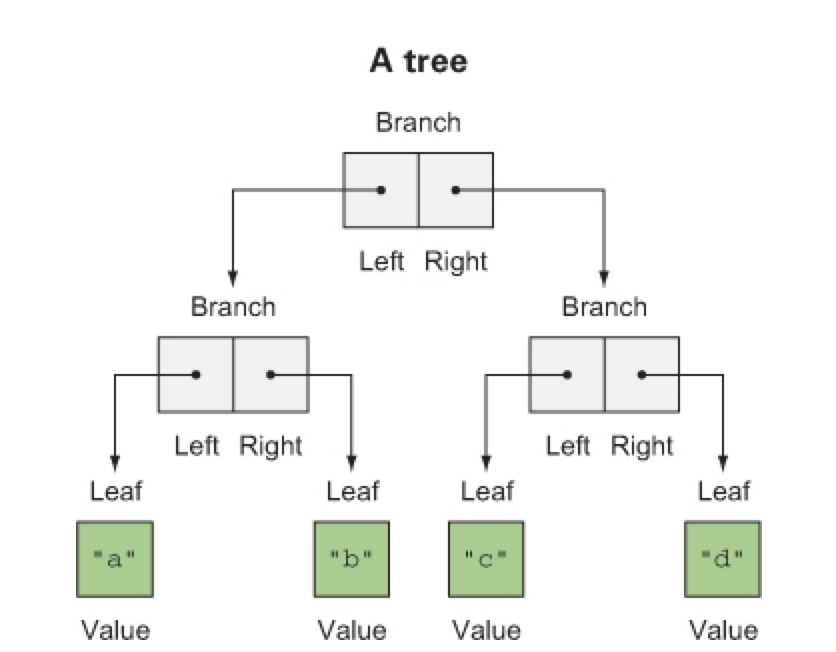 A tree
Branch
Left Right
Branch Branch
Left Right Left Right
Leaf Leaf Leaf Leaf
"a" "b" "c" "d"
Value Value Value Value